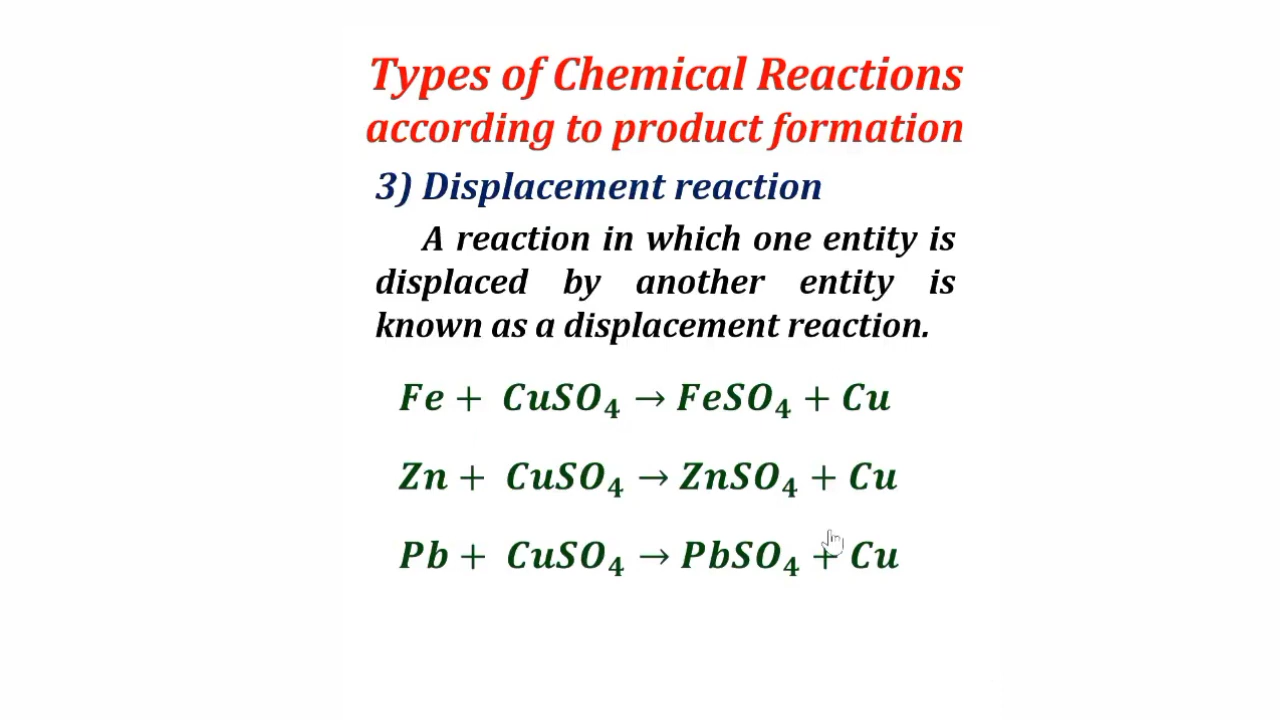 Types of Chemical Reactions
according to product formation
3) Displacement reaction
A reaction in which one entity is
displaced by another entity is
known as a displacement reaction.
Fe + CuSO₄ → FeSO₄ + Cu
Zn + CuSO₄ → ZnSO₄ + Cu
Pb + CuSO₄ → PbSO₄ + Cu